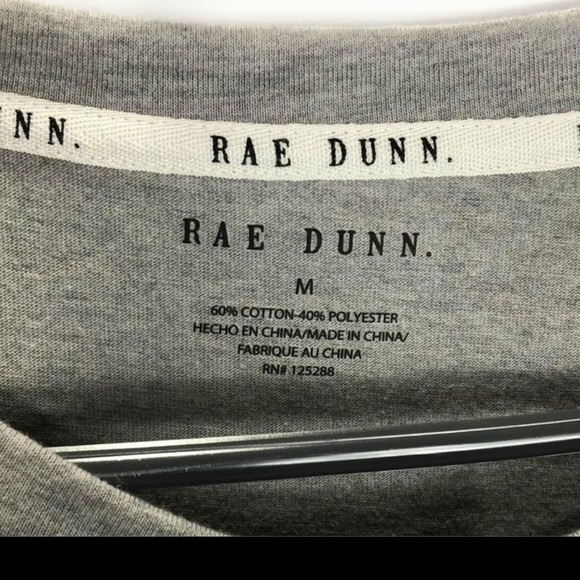 NN. RAE DUNN.
RAE DUNN.
M
60% COTTON-40% POLYESTER
HECHO EN CHINA/MADE IN CHINA/
FABRIQUE AU CHINA
RN# 125288